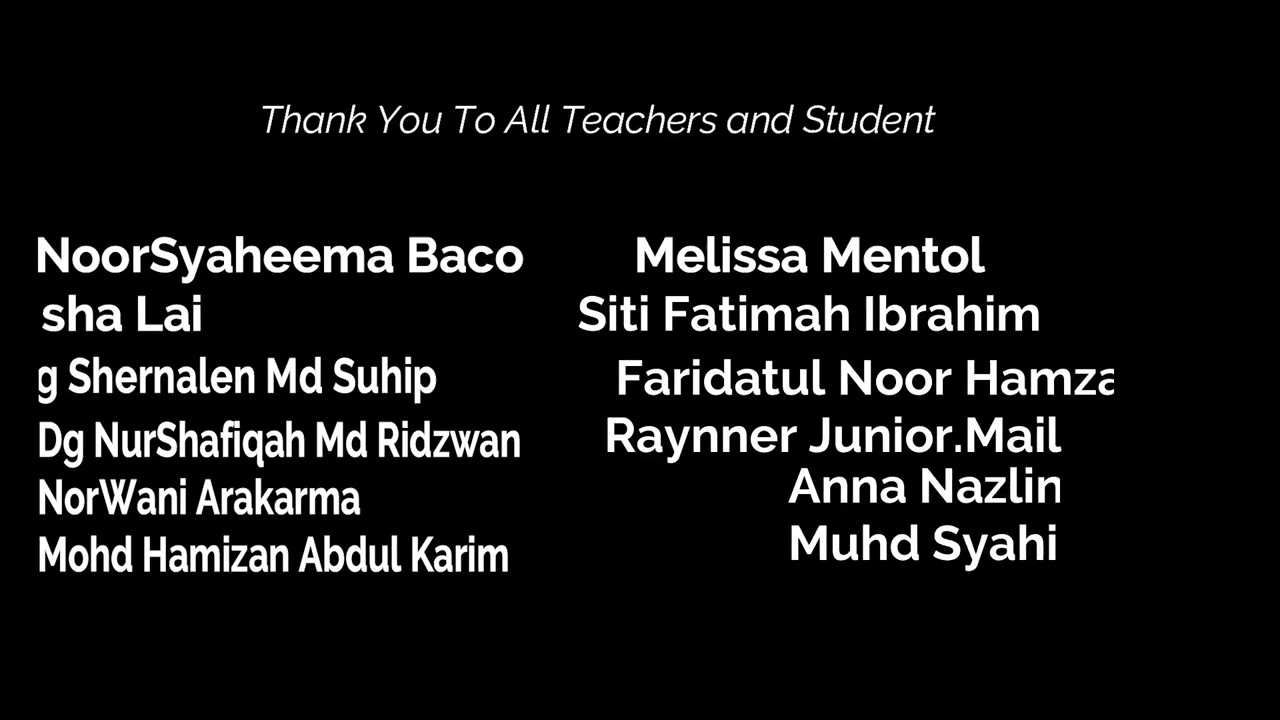 Thank You To All Teachers and Student
NoorSyaheema Baco
sha Lai
g Shernalen Md Suhip
Dg NurShafiqah Md Ridzwan
NorWani Arakarma
Mohd Hamizan Abdul Karim
Melissa Mentol
Siti Fatimah Ibrahim
Faridatul Noor Hamza
Raynner Junior.Mail
Anna Nazlin
Muhd Syahi